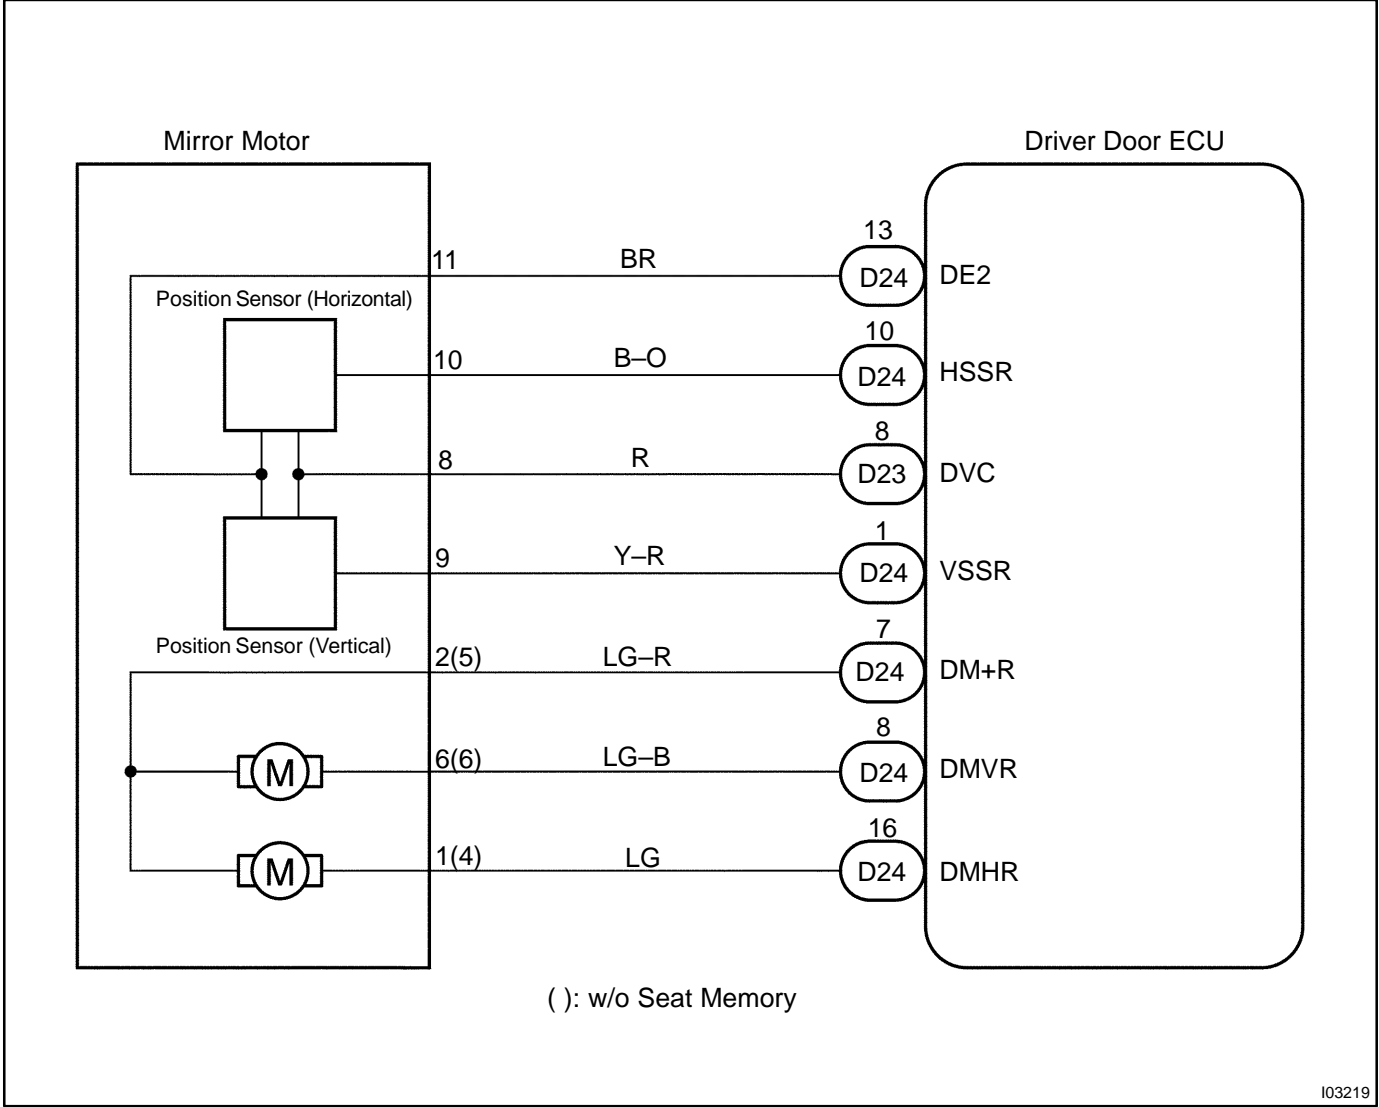 Mirror Motor
Driver Door ECU
13
11
BR
D24
DE2
Position Sensor (Horizontal)
10
10
B–O
D24
HSSR
8
8
R
D23
DVC
1
9
Y–R
D24
VSSR
Position Sensor (Vertical)
7
2(5)
LG–R
D24
DM+R
8
M
6(6)
LG–B
D24
DMVR
16
M
1(4)
LG
D24
DMHR
( ): w/o Seat Memory
I03219